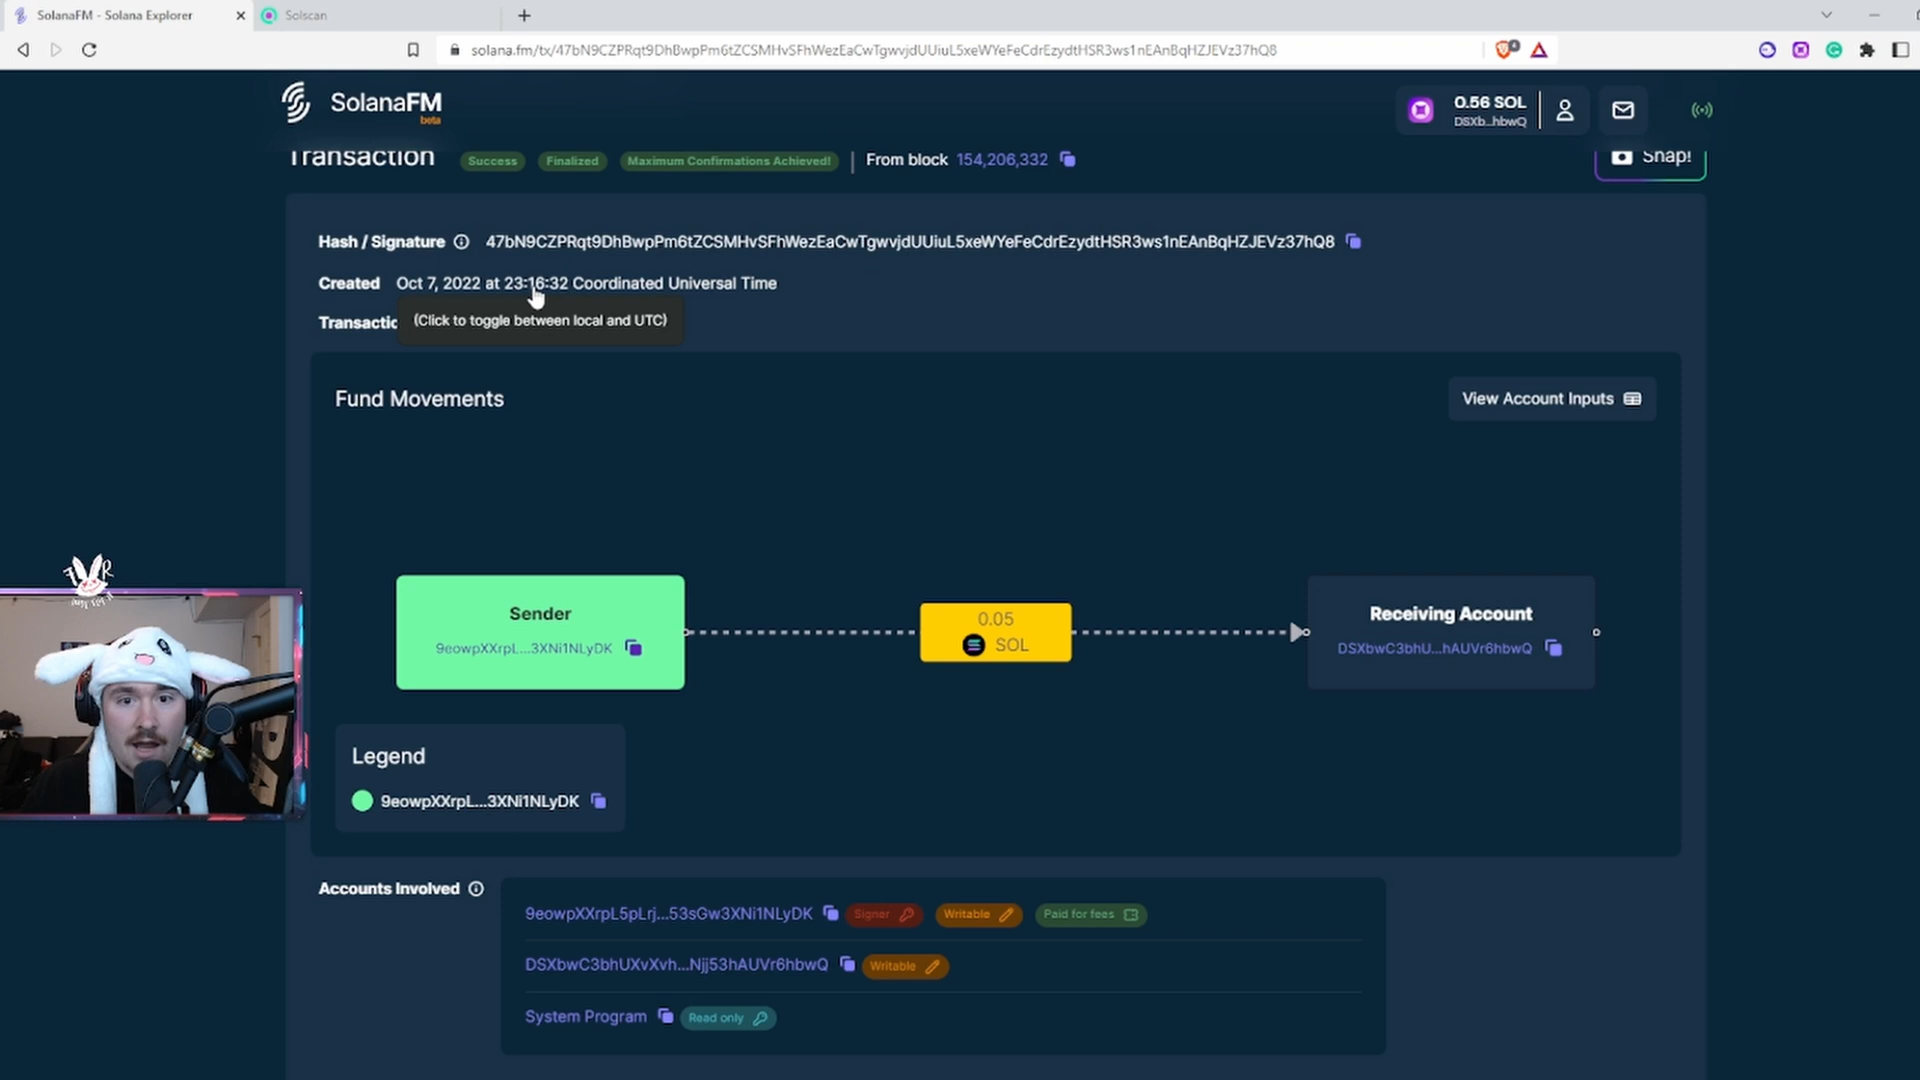 SolanaFM - Solana Explorer
Solscan
solana.fm/tx/47bN9CZPRqt9DhBwpPm6tZCSMHvSFhWezEaCwTgwvjdUUiuL5xeWYeFeCdrEzydtHSR3ws1nEAnBqHZJEVz37hQ8
SolanaFM
beta
0.56 SOL
DSXb...hbwQ
Transaction
Success
Finalized
Maximum Confirmations Achieved!
From block 154,206,332
Snap!
Hash / Signature 47bN9CZPRqt9DhBwpPm6tZCSMHvSFhWezEaCwTgwvjdUUiuL5xeWYeFeCdrEzydtHSR3ws1nEAnBqHZJEVz37hQ8
Created Oct 7, 2022 at 23:16:32 Coordinated Universal Time
Transactio
(Click to toggle between local and UTC)
Fund Movements
View Account Inputs
Sender
9eowpXXrpL...3XNi1NLyDK
0.05
SOL
Receiving Account
DSXbwC3bhU...hAUVr6hbwQ
Legend
9eowpXXrpL...3XNi1NLyDK
Accounts Involved
9eowpXXrpL5pLrj...53sGw3XNi1NLyDK Signer Writable Paid for fees
DSXbwC3bhUXvXvh...Njj53hAUVr6hbwQ Writable
System Program Read only